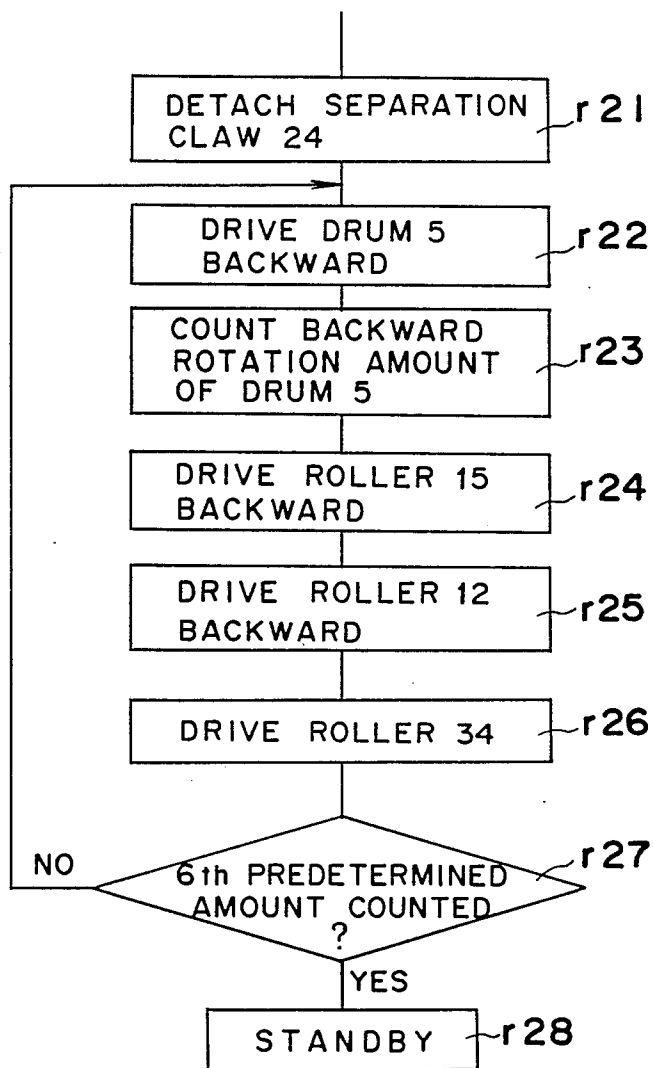 DETACH SEPARATION
CLAW 24
r21
DRIVE DRUM 5
BACKWARD
r22
COUNT BACKWARD
ROTATION AMOUNT
OF DRUM 5
r23
DRIVE ROLLER 15
BACKWARD
r24
DRIVE ROLLER 12
BACKWARD
r25
DRIVE ROLLER 34
r26
NO
6th PREDETERMINED
AMOUNT COUNTED
?
r27
YES
STANDBY
r28